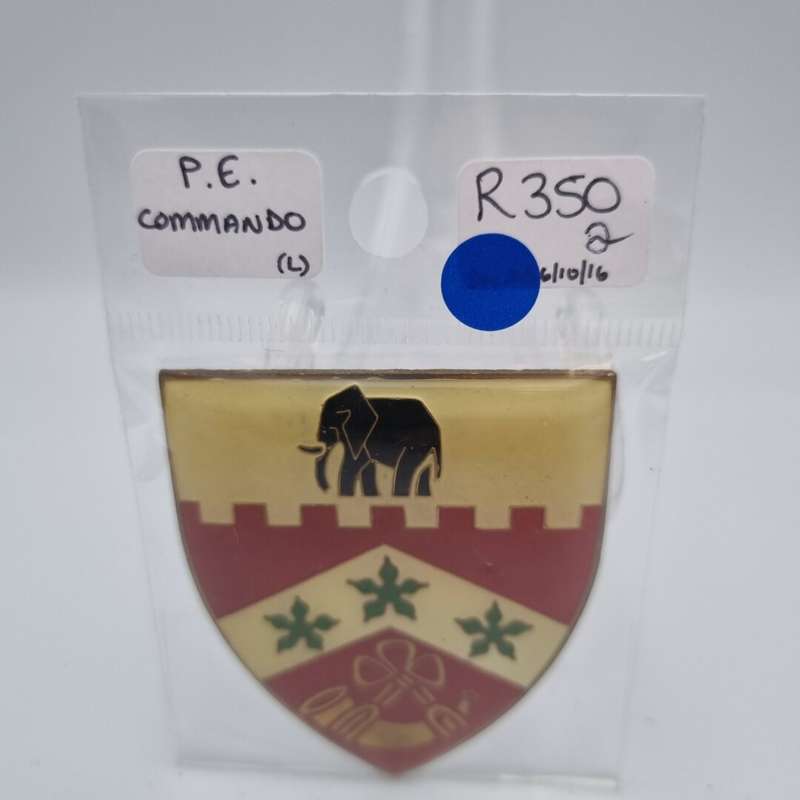 P.E.
COMMANDO
(L)
R350
2
6/10/16